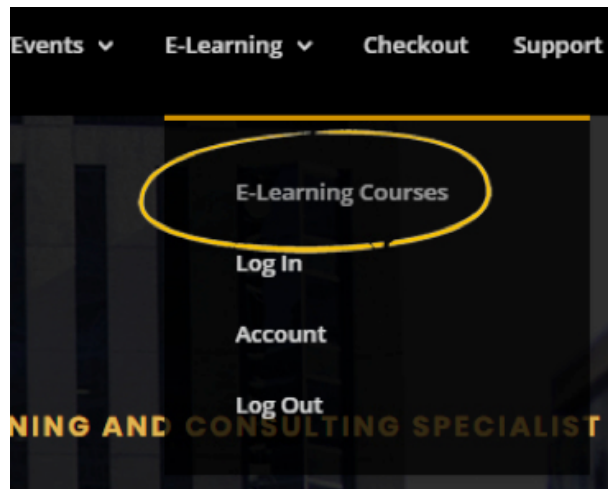 Events E-Learning Checkout Support
E-Learning Courses
Log In
Account
Log Out
NING AND CONSULTING SPECIALIST